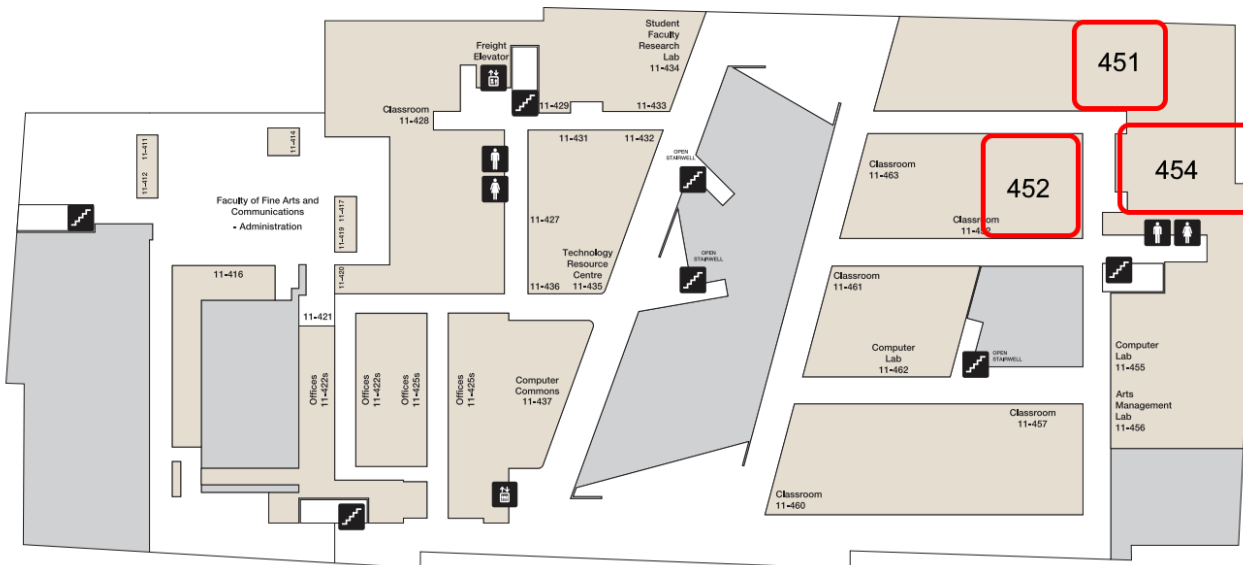 Student
Faculty
Research
Lab
11-434
451
Freight
Elevator
Classroom
11-428
11-429
11-433
11-431
11-432
11-411
11-412
11-414
OPEN
STAIRWELL
Classroom
11-463
452
454
Classroom
Faculty of Fine Arts and
Communications
- Administration
11-417
11-419
11-420
11-427
Technology
Resource
Centre
11-435
11-436
OPEN
STAIRWELL
11-416
11-421
Classroom
11-461
Computer
Lab
11-462
OPEN
STAIRWELL
Computer
Lab
11-455
Arts
Management
Lab
11-456
Offices
11-422s
Offices
11-422s
Offices
11-425s
Offices
11-425s
Computer
Commons
11-437
Classroom
11-457
Classroom
11-460